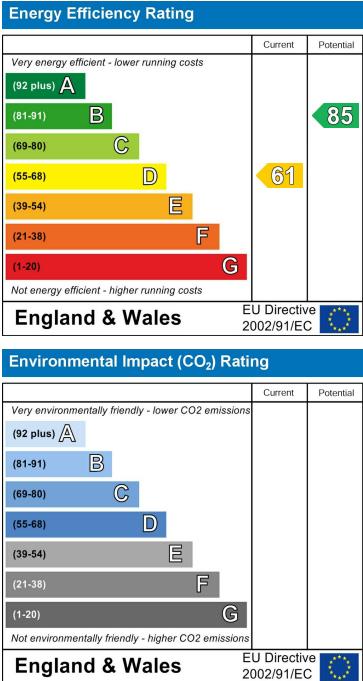 Energy Efficiency Rating
Current Potential
Very energy efficient - lower running costs
(92 plus) A
(81-91) B 85
(69-80) C
(55-68) D 61
(39-54) E
(21-38) F
(1-20) G
Not energy efficient - higher running costs
England & Wales
EU Directive
2002/91/EC
Environmental Impact (CO₂) Rating
Current Potential
Very environmentally friendly - lower CO2 emissions
(92 plus) A
(81-91) B
(69-80) C
(55-68) D
(39-54) E
(21-38) F
(1-20) G
Not environmentally friendly - higher CO2 emissions
England & Wales
EU Directive
2002/91/EC